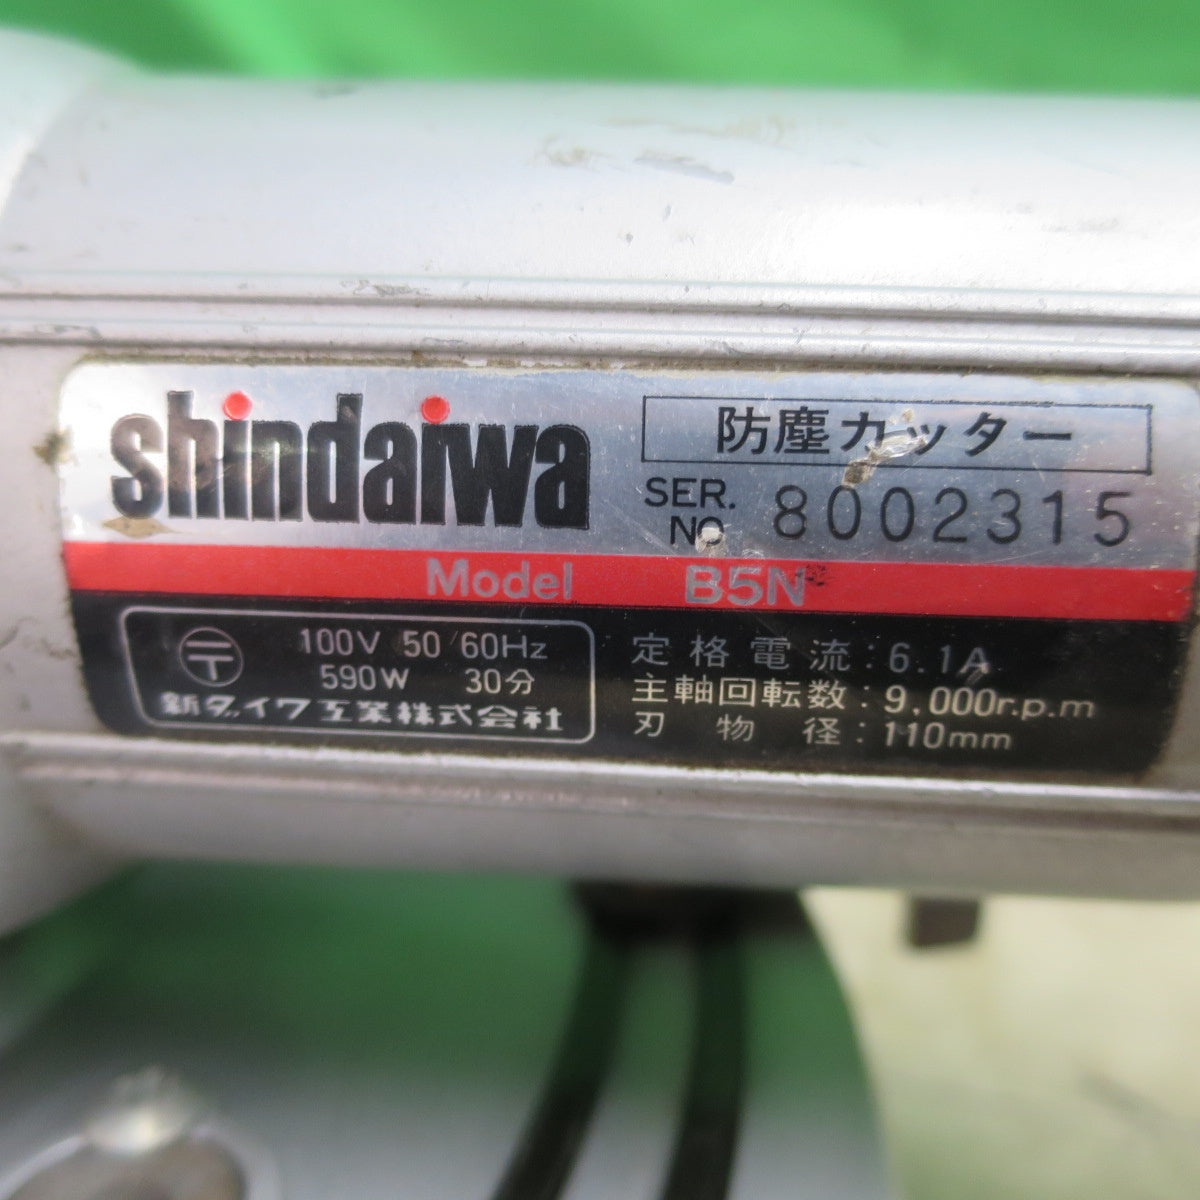 shindaiwa
防塵カッター
SER. NO 8002315
Model B5N
〒 100V 50/60Hz
590W 30分
新ダイワ工業株式会社
定格電流:6.1A
主軸回転数:9,000r.p.m
刃物径:110mm